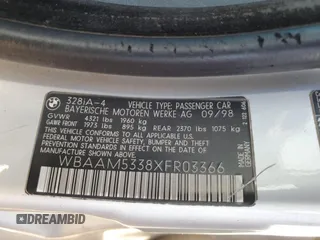 328iA-4 VEHICLE TYPE: PASSENGER CAR
BAYERISCHE MOTOREN WERKE AG 09/98
GVWR 4321 lbs 1960 kg
GAWR FRONT 1975 lbs 895 kg REAR 2370 lbs 1075 kg
THIS VEHICLE CONFORMS TO ALL APPLICABLE
FEDERAL MOTOR VEHICLE SAFETY, BUMPER AND
THEFT PREVENTION STANDARDS IN EFFECT ON
THE DATE OF MANUFACTURE SHOWN ABOVE
WBAAM5338XFR03366
DREAMBID